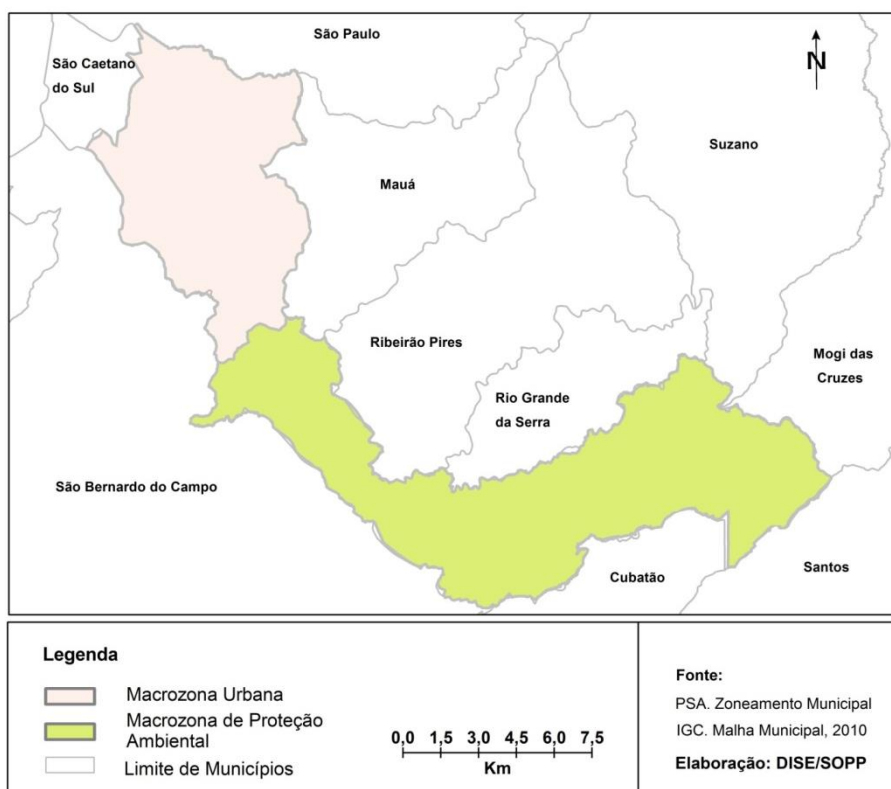 São Paulo
São Caetano
do Sul
N
Suzano
Mauá
Ribeirão Pires
Mogi das
Cruzes
Rio Grande
da Serra
São Bernardo do Campo
Cubatão
Santos
Legenda
Macrozona Urbana
Macrozona de Proteção
Ambiental
Limite de Municípios
0,0 1,5 3,0 4,5 6,0 7,5
Km
Fonte:
PSA. Zoneamento Municipal
IGC. Malha Municipal, 2010
Elaboração: DISE/SOPP